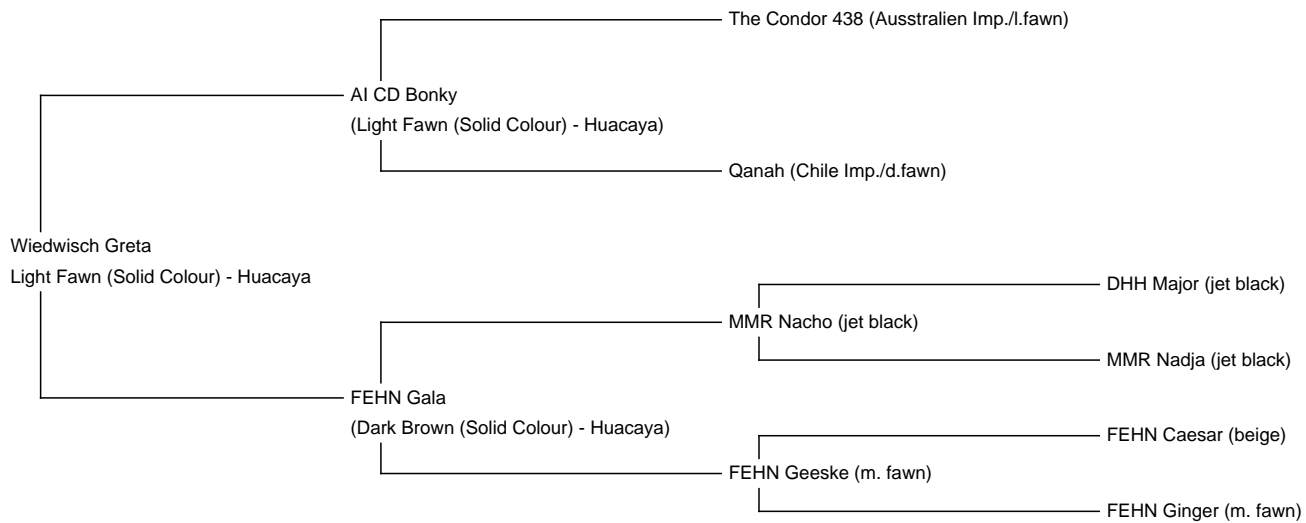 The Condor 438 (Ausstralien Imp./l.fawn)
AI CD Bonky
(Light Fawn (Solid Colour) - Huacaya)
Qanah (Chile Imp./d.fawn)
Wiedwisch Greta
Light Fawn (Solid Colour) - Huacaya
DHH Major (jet black)
MMR Nacho (jet black)
MMR Nadja (jet black)
FEHN Gala
(Dark Brown (Solid Colour) - Huacaya)
FEHN Caesar (beige)
FEHN Geeske (m. fawn)
FEHN Ginger (m. fawn)